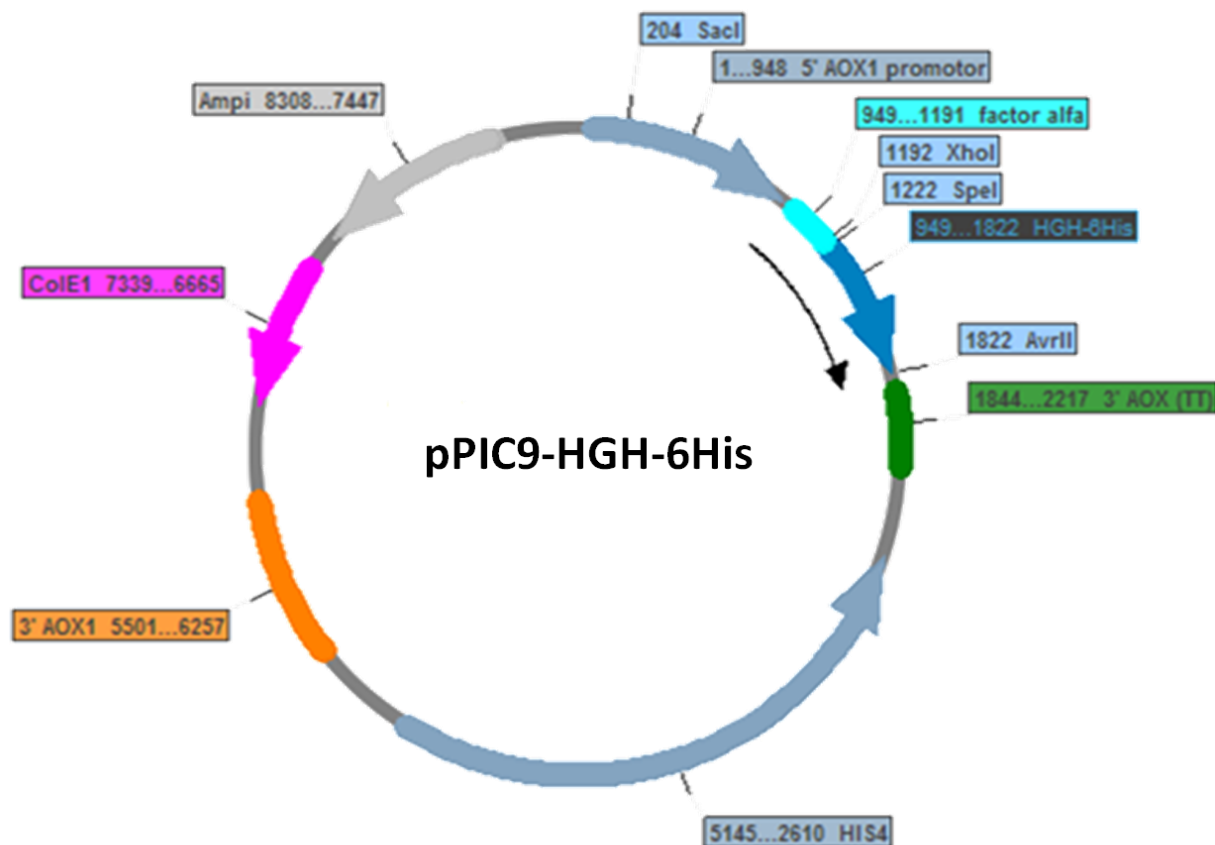 204 SacI
1...948 5' AOX1 promotor
Ampi 8308...7447
949...1191 factor alfa
1192 XhoI
1222 SpeI
949...1822 HGH-6His
ColE1 7339...6665
1822 AvrII
1844...2217 3' AOX (TT)
pPIC9-HGH-6His
3' AOX1 5501...6257
5145...2610 HIS4